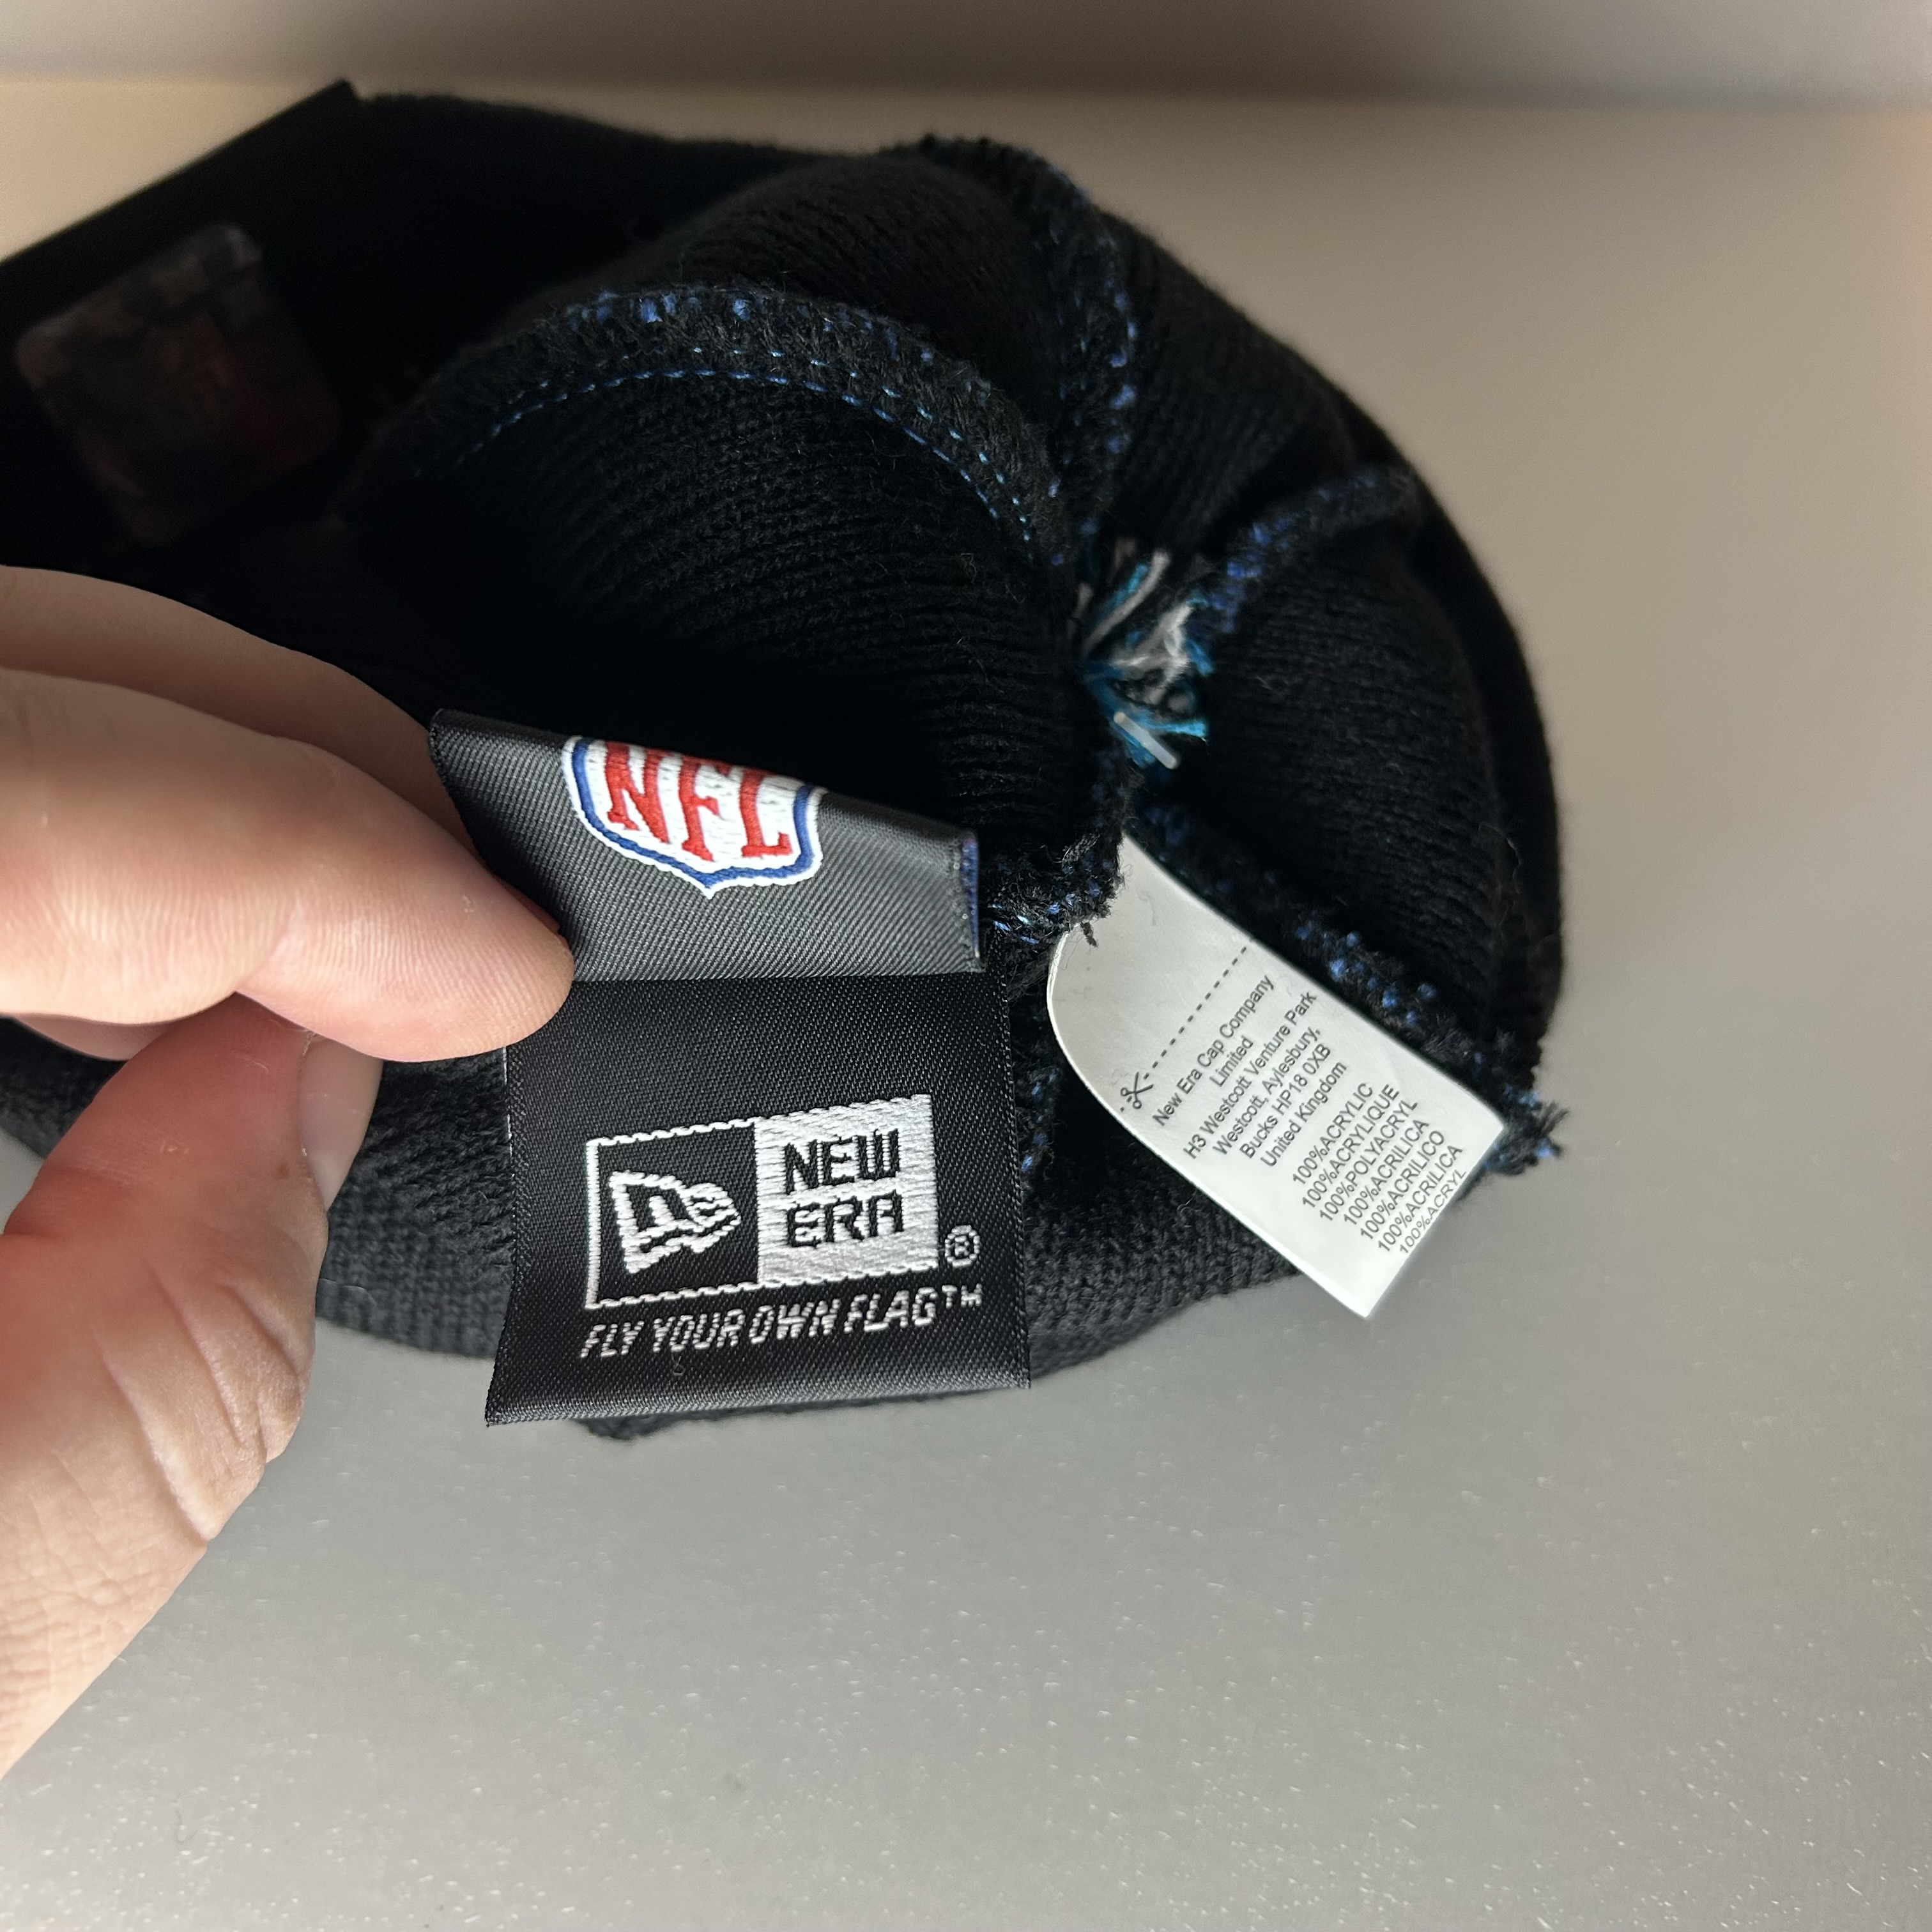 NFL
NEW
ERA®
FLY YOUR OWN FLAG™
New Era Cap Company
Limited
H3 Westcott Venture Park
Westcott, Aylesbury,
Bucks HP18 0XB
United Kingdom
100%ACRYLIC
100%ACRYLIQUE
100%POLYACRYL
100%ACRILICA
100%ACRILICO
100%ACRILICA
100%ACRYL